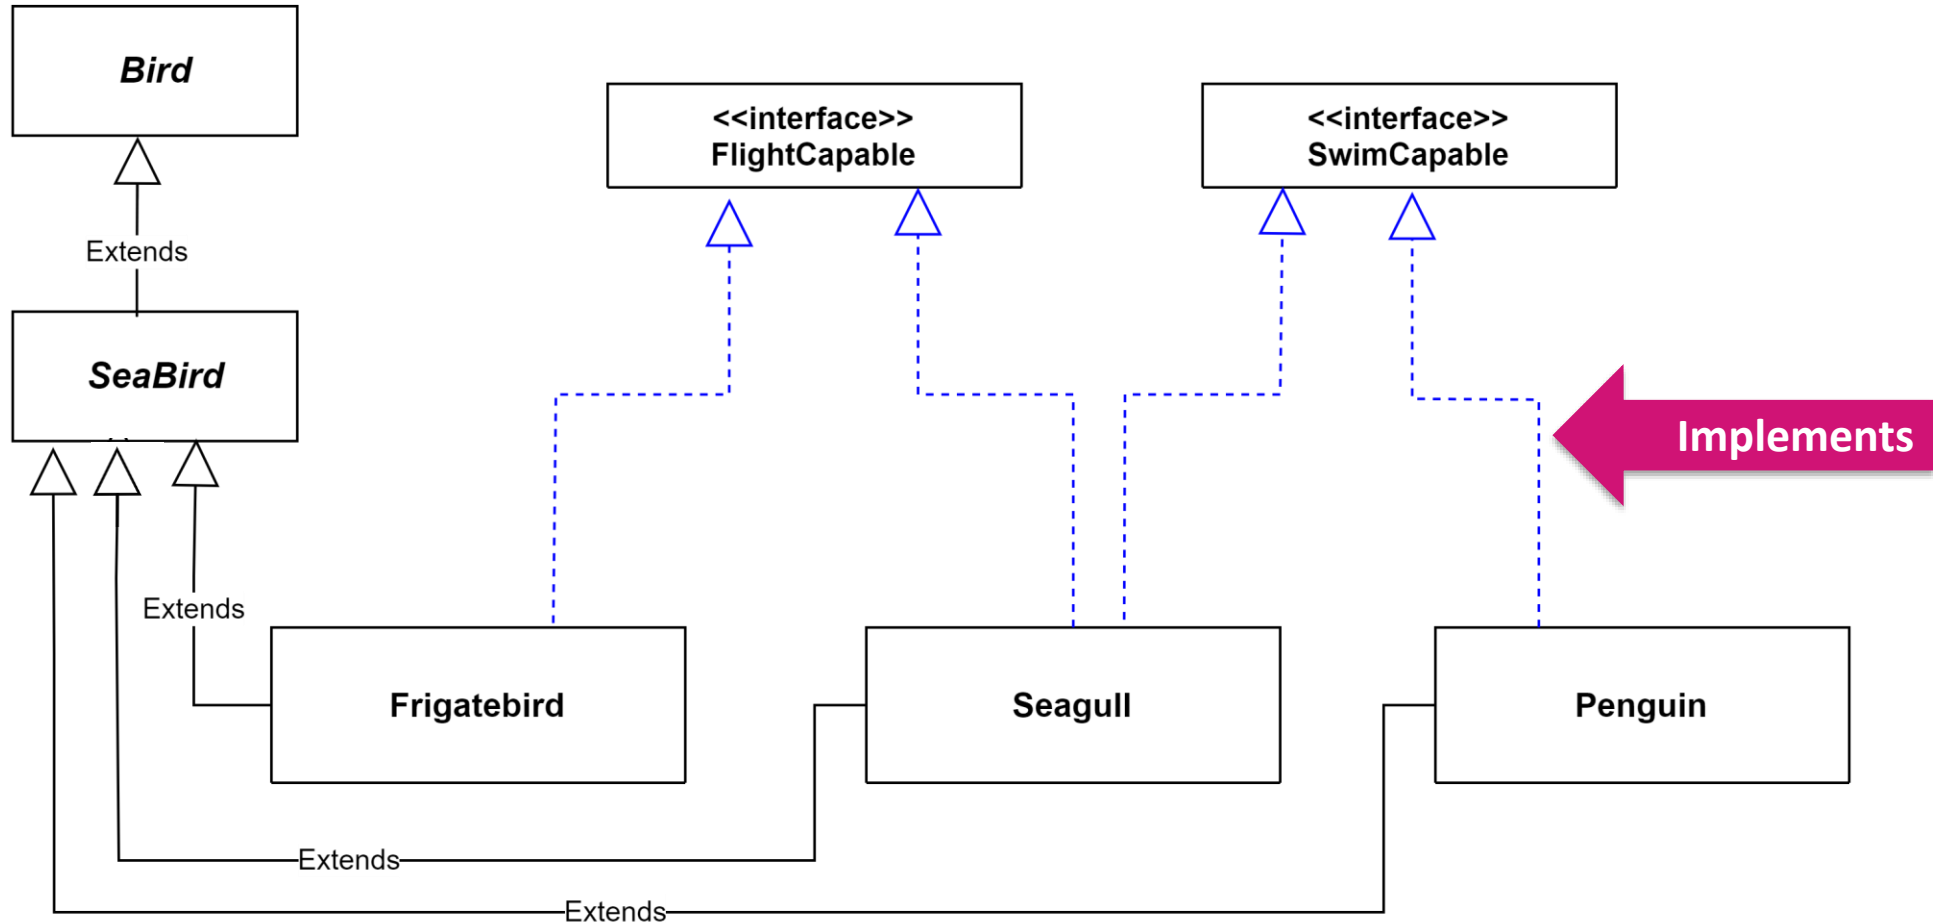 Bird
<<interface>>
FlightCapable
<<interface>>
SwimCapable
Extends
SeaBird
Implements
Extends
Frigatebird
Seagull
Penguin
Extends
Extends